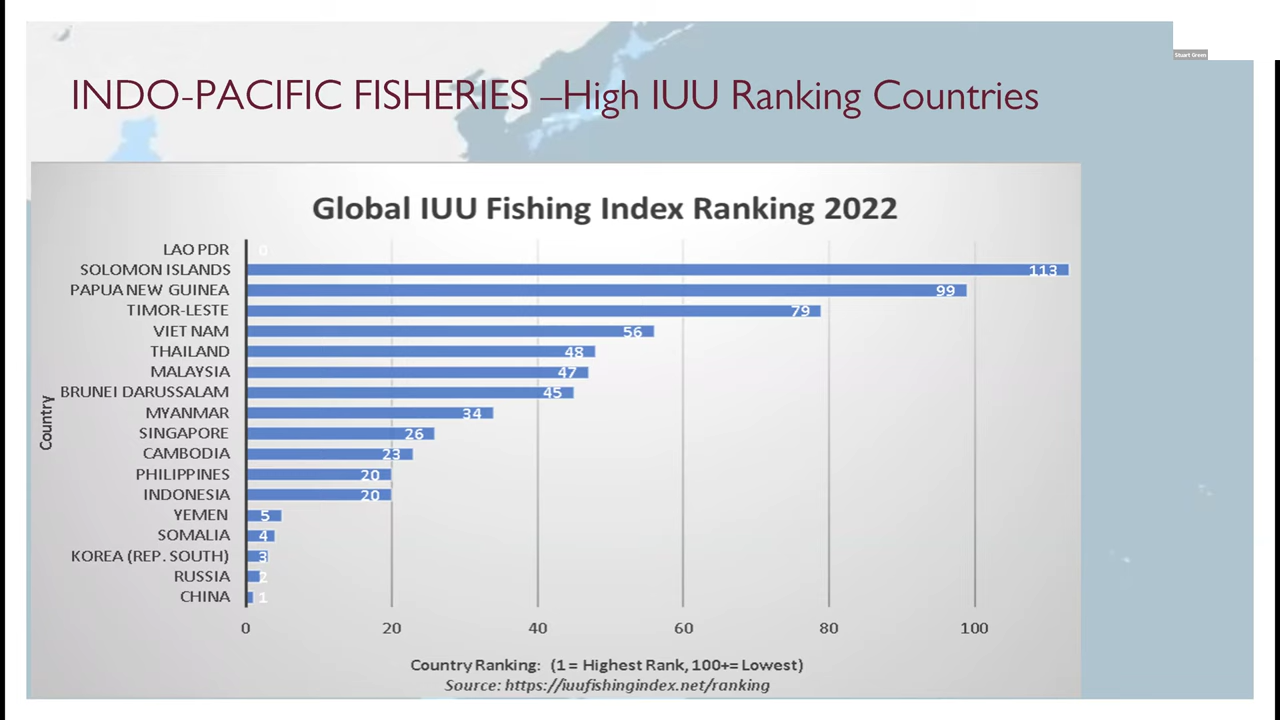 Stuart Green
INDO-PACIFIC FISHERIES –High IUU Ranking Countries
Global IUU Fishing Index Ranking 2022
LAO PDR 0
SOLOMON ISLANDS 113
PAPUA NEW GUINEA 99
TIMOR-LESTE 79
VIET NAM 56
THAILAND 48
MALAYSIA 47
BRUNEI DARUSSALAM 45
MYANMAR 34
SINGAPORE 26
CAMBODIA 23
PHILIPPINES 20
INDONESIA 20
YEMEN 5
SOMALIA 4
KOREA (REP. SOUTH) 3
RUSSIA 2
CHINA 1
Country
0 20 40 60 80 100
Country Ranking: (1 = Highest Rank, 100+= Lowest)
Source: https://iuufishingindex.net/ranking